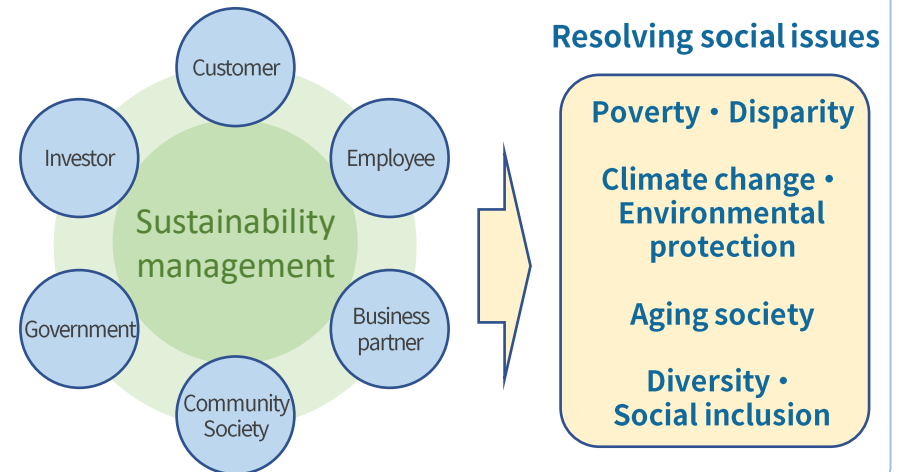 Customer
Investor
Employee
Sustainability
management
Government
Business
partner
Community
Society
Resolving social issues
Poverty・Disparity
Climate change・
Environmental
protection
Aging society
Diversity・
Social inclusion